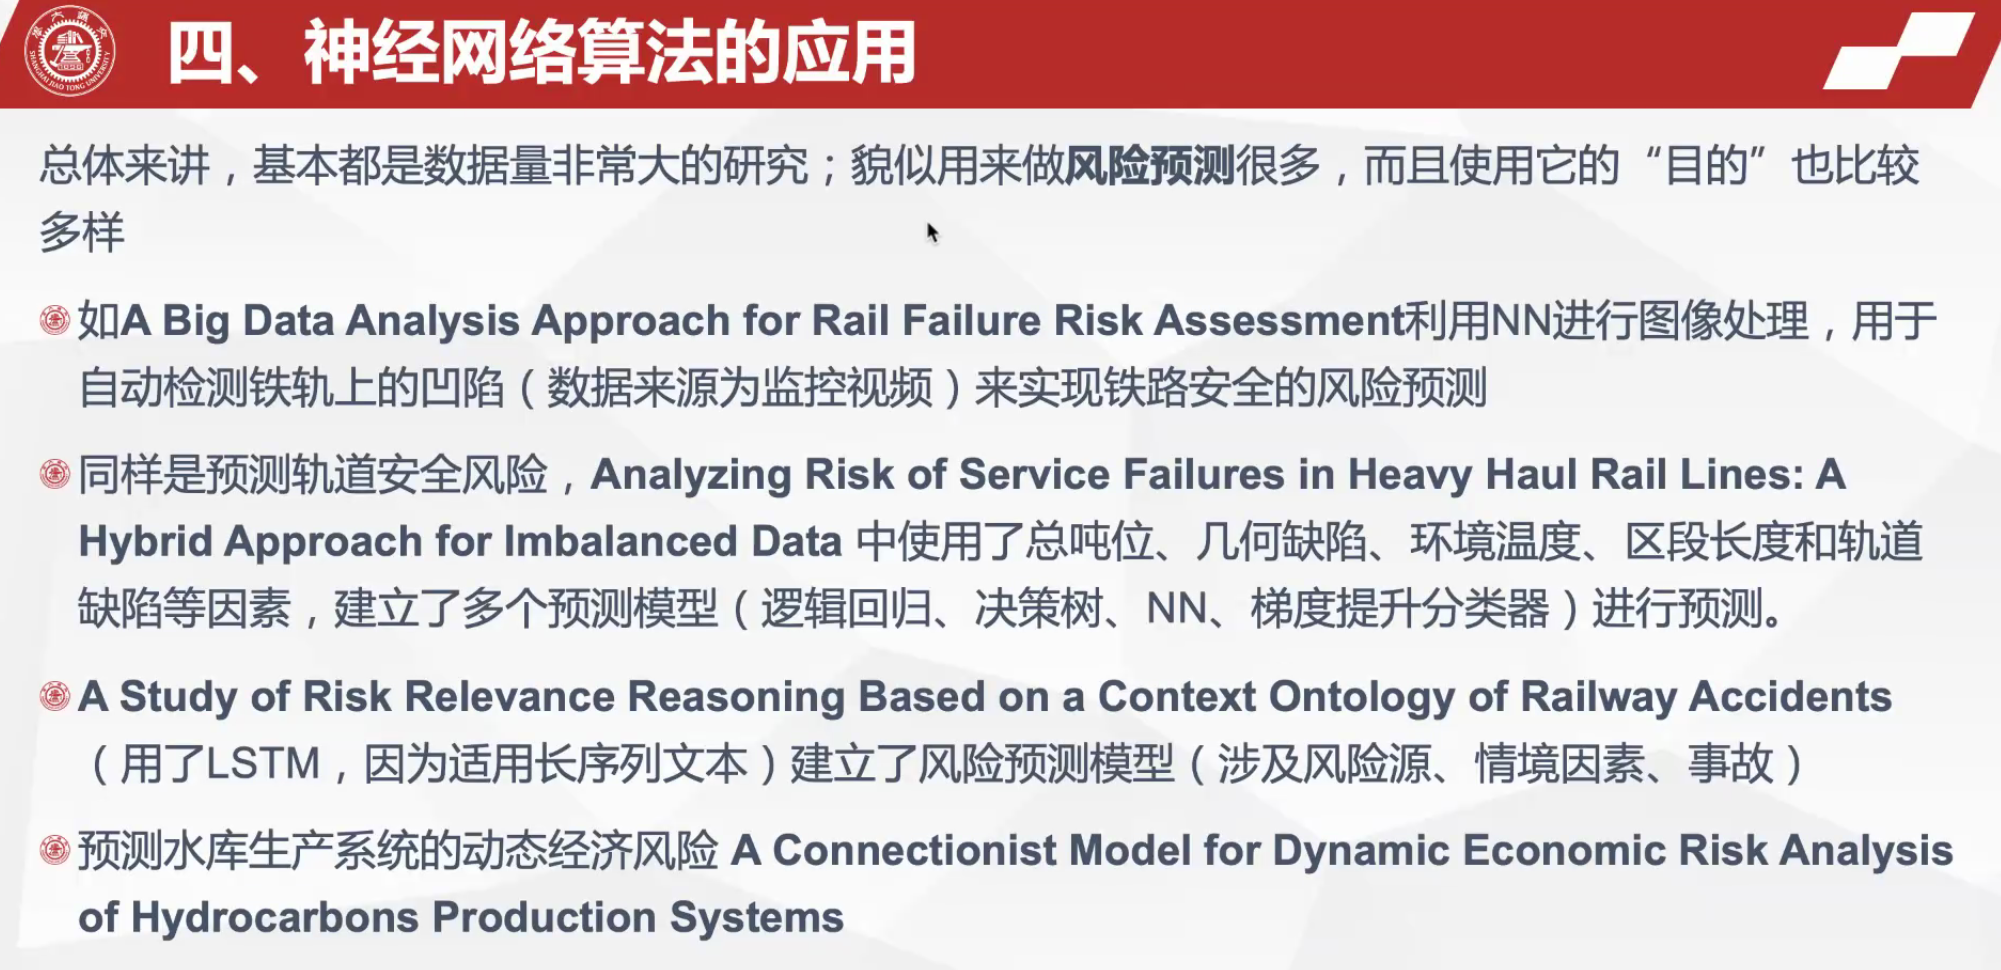 四、神经网络算法的应用
总体来讲，基本都是数据量非常大的研究；貌似用来做风险预测很多，而且使用它的“目的”也比较
多样
如A Big Data Analysis Approach for Rail Failure Risk Assessment利用NN进行图像处理，用于
自动检测铁轨上的凹陷（数据来源为监控视频）来实现铁路安全的风险预测
同样是预测轨道安全风险，Analyzing Risk of Service Failures in Heavy Haul Rail Lines: A
Hybrid Approach for Imbalanced Data 中使用了总吨位、几何缺陷、环境温度、区段长度和轨道
缺陷等因素，建立了多个预测模型（逻辑回归、决策树、NN、梯度提升分类器）进行预测。
A Study of Risk Relevance Reasoning Based on a Context Ontology of Railway Accidents
（用了LSTM，因为适用长序列文本）建立了风险预测模型（涉及风险源、情境因素、事故）
预测水库生产系统的动态经济风险 A Connectionist Model for Dynamic Economic Risk Analysis
of Hydrocarbons Production Systems